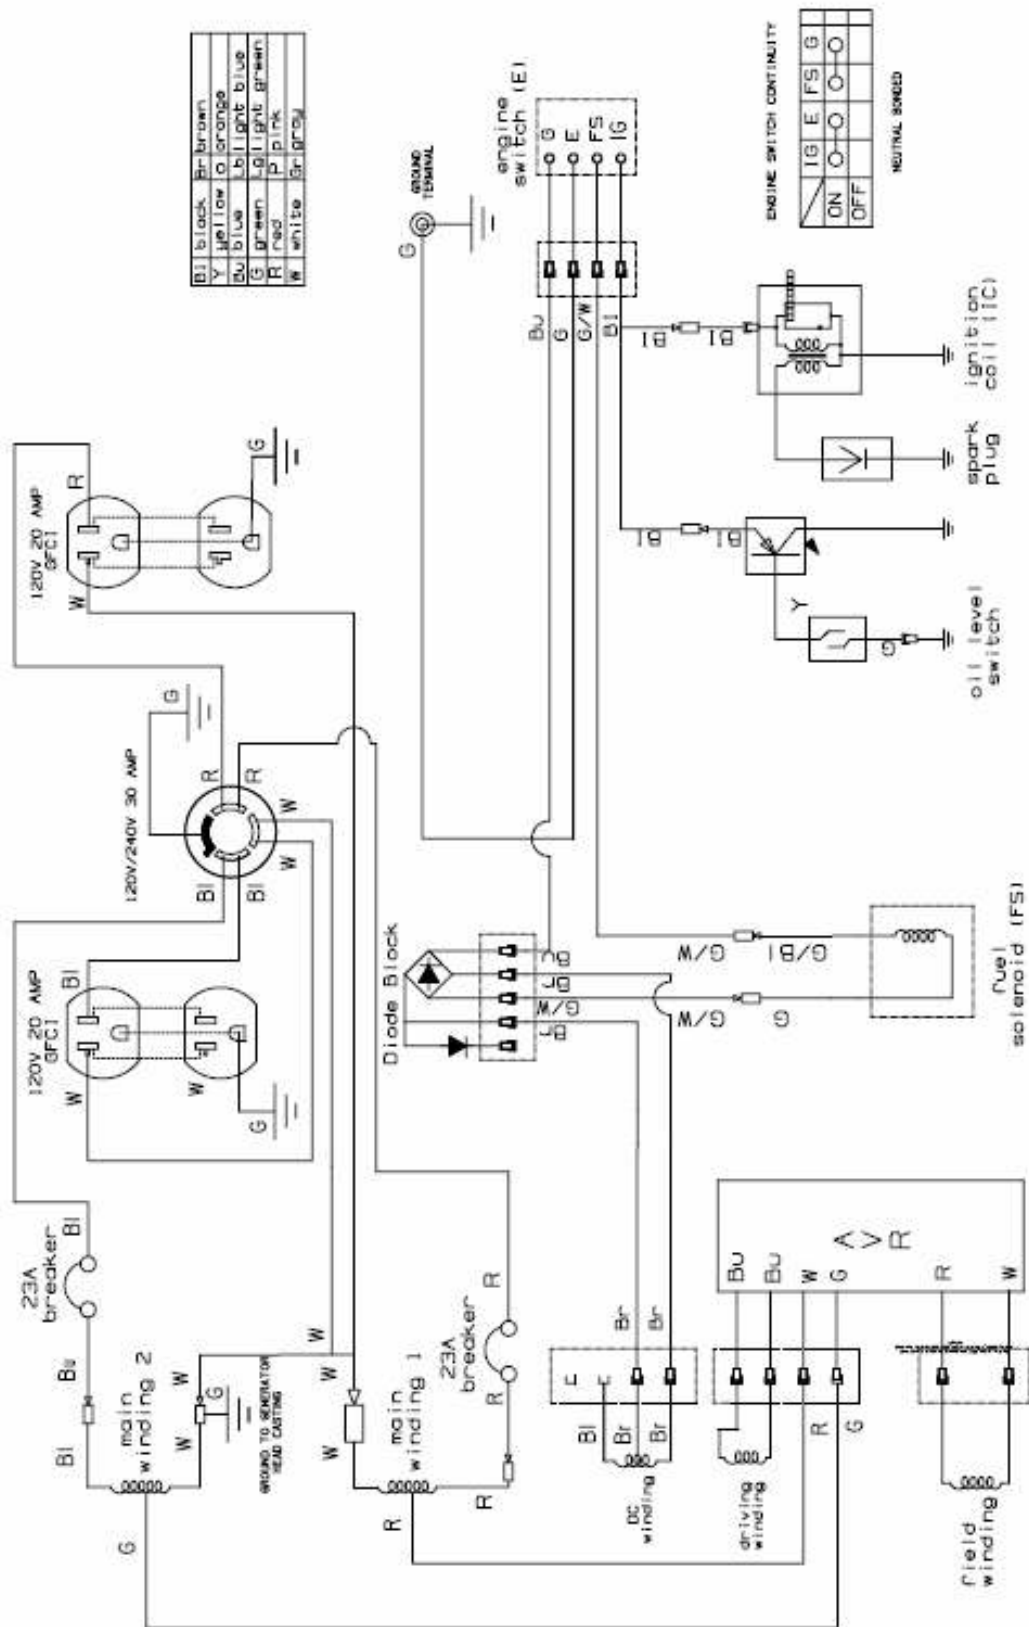 Bl black Br brown
Y yellow O orange
Bu blue Lb light blue
G green Lg light green
R red P pink
W white Gr gray
120V 20 AMP
GFCI
W
R
G
120V/240V 30 AMP
G
R
R
W
W
Bl
Bl
120V 20 AMP
GFCI
Bl
W
W
G
23A
breaker
Bl
Bu
Bl
main
winding 2
G
W
W
G
GROUND TO GENERATOR
HEAD CASTING
W
W
W
main
winding 1
R
R
23A
breaker
R
R
GROUND
TERMINAL
G
engine
switch (E)
G
E
FS
IG
Bu
G
G/W
Bl
Bl
Bl
Bl
Bl
ENGINE SWITCH CONTINUITY
IG E FS G
ON
OFF
NEUTRAL BONDED
ignition
coil (IC)
spark
plug
Y
G
oil level
switch
Diode Block
Bu
Bu
G/W
Bu
G/W
G/Bl
G/W
G
fuel
solenoid (FS)
Br
Br
Bl
Br
Br
DC
winding
driving
winding
R
G
field
winding
AVR
Bu
Bu
W
G
R
W